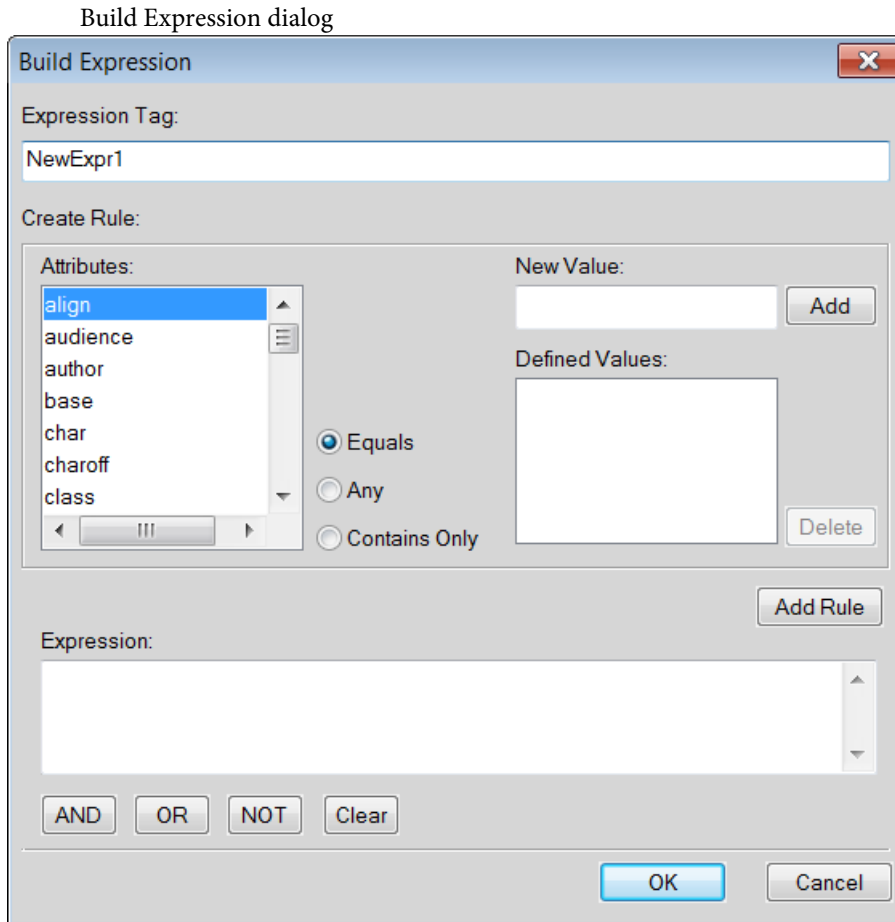 Build Expression dialog
Build Expression
Expression Tag:
NewExpr1
Create Rule:
Attributes:
align
audience
author
base
char
charoff
class
Equals
Any
Contains Only
New Value:
Add
Defined Values:
Delete
Add Rule
Expression:
AND OR NOT Clear
OK Cancel